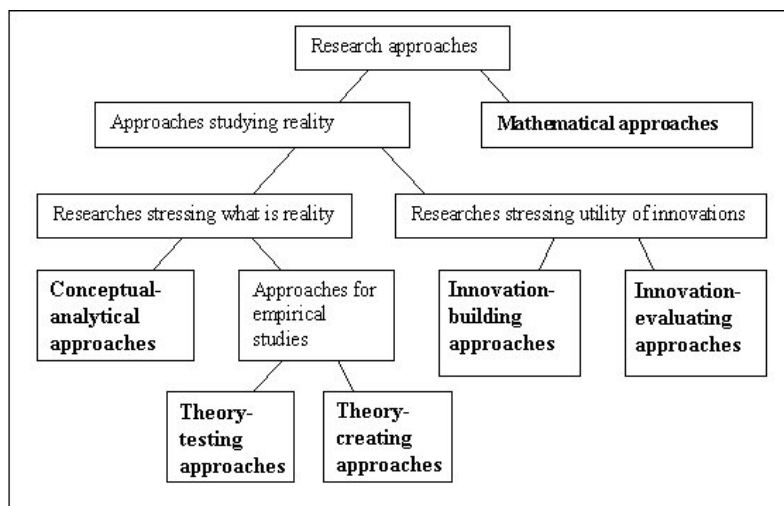 Research approaches
Approaches studying reality
Mathematical approaches
Researches stressing what is reality
Researches stressing utility of innovations
Conceptual-
analytical
approaches
Approaches for
empirical
studies
Innovation-
building
approaches
Innovation-
evaluating
approaches
Theory-
testing
approaches
Theory-
creating
approaches